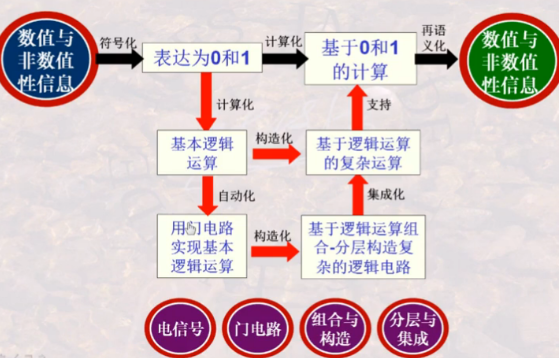 数值与
非数值
性信息
符号化
表达为0和1
计算化
基于0和1
的计算
再语
义化
数值与
非数值
性信息
计算化
支持
基本逻辑
运算
构造化
基于逻辑运算
的复杂运算
自动化
集成化
用门电路
实现基本
逻辑运算
构造化
基于逻辑运算组
合-分层构造复
杂的逻辑电路
电信号
门电路
组合与
构造
分层与
集成